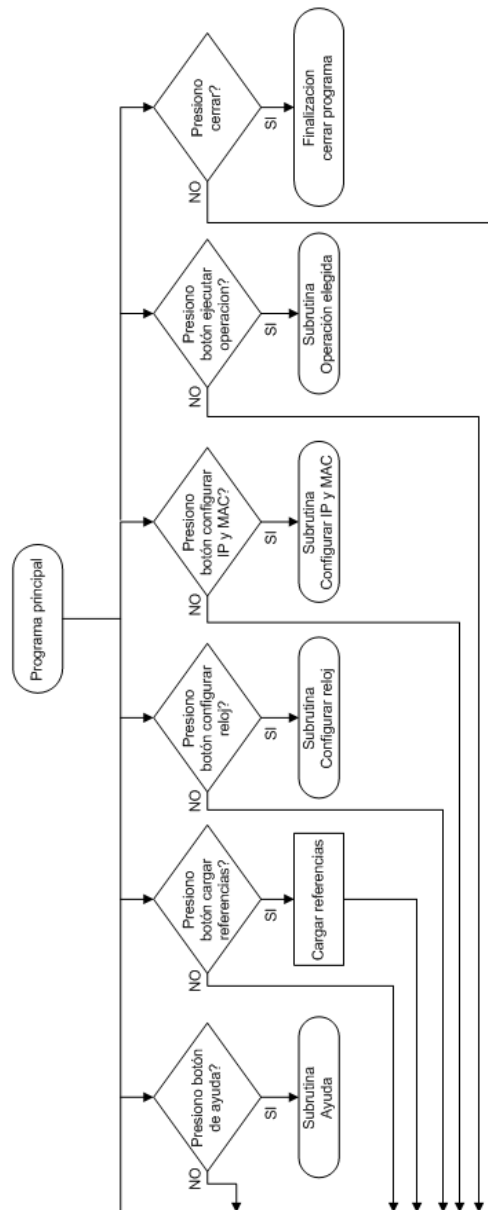 Programa principal
Presiono botón
de ayuda?
NO
SI
Subrutina
Ayuda
Presiono
botón cargar
referencias?
NO
SI
Cargar referencias
Presiono
botón configurar
reloj?
NO
SI
Subrutina
Configurar reloj
Presiono
botón configurar
IP y MAC?
NO
SI
Subrutina
Configurar IP y MAC
Presiono
botón ejecutar
operacion?
NO
SI
Subrutina
Operación elegida
Presiono
cerrar?
NO
SI
Finalizacion
cerrar programa